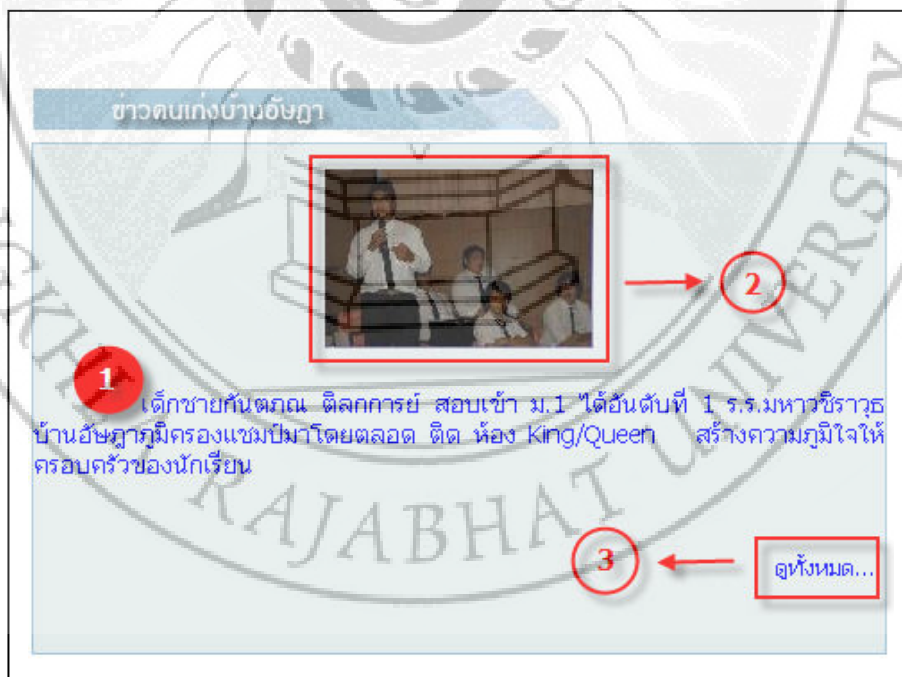 ข่าวคนเก่งบ้านอัษฎา
2
1
เด็กชายกันตภณ ติลกการย์ สอบเข้า ม.1 ได้อันดับที่ 1 ร.ร.มหาวชิราวุธ
บ้านอัษฎาภูมิครองแชมป์มาโดยตลอด ติด ห้อง King/Queen สร้างความภูมิใจให้
ครอบครัวของนักเรียน
3
ดูทั้งหมด...
RAJABHAT UNIVERSITY